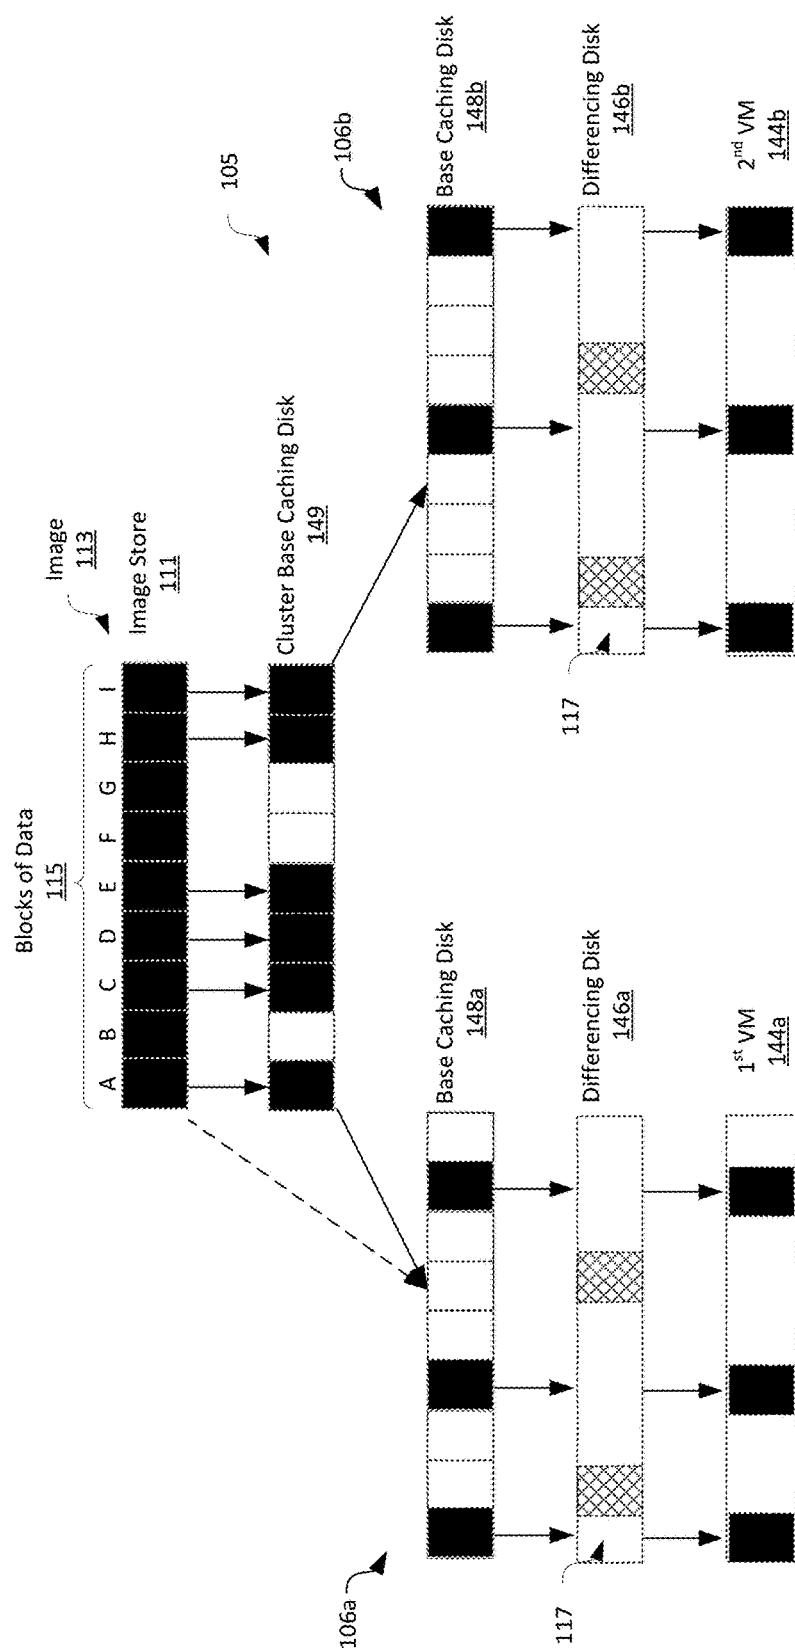 Blocks of Data
115
A B C D E F G H I
Image
113
Image Store
111
Cluster Base Caching Disk
149
105
106a
Base Caching Disk
148a
106b
Base Caching Disk
148b
117
Differencing Disk
146a
117
Differencing Disk
146b
1st VM
144a
2nd VM
144b